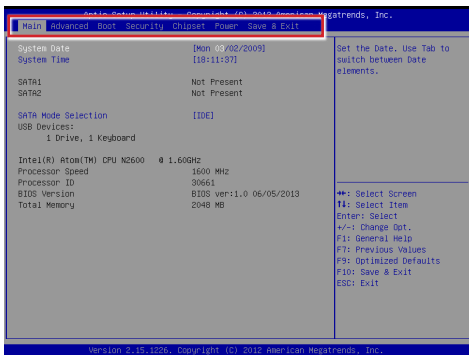 Aptio Setup Utility - Copyright (C) 2012 American Megatrends, Inc.
Main Advanced Boot Security Chipset Power Save & Exit
System Date [Mon 03/02/2009]
System Time [18:11:37]
SATA1 Not Present
SATA2 Not Present
SATA Mode Selection [IDE]
USB Devices:
1 Drive, 1 Keyboard
Intel(R) Atom(TM) CPU N2600 @ 1.60GHz
Processor Speed 1600 MHz
Processor ID 30661
BIOS Version BIOS ver:1.0 06/05/2013
Total Memory 2048 MB
Set the Date. Use Tab to
switch between Date
elements.
→←: Select Screen
↑↓: Select Item
Enter: Select
+/-: Change Opt.
F1: General Help
F7: Previous Values
F9: Optimized Defaults
F10: Save & Exit
ESC: Exit
Version 2.15.1226. Copyright (C) 2012 American Megatrends, Inc.